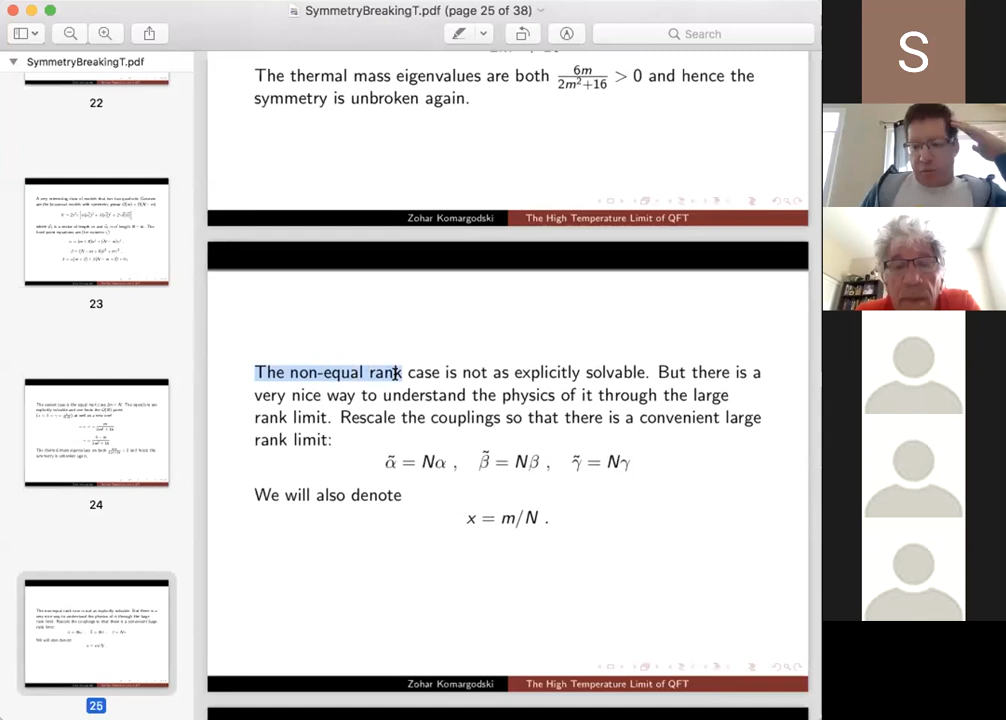 SymmetryBreakingT.pdf (page 25 of 38)
Search
SymmetryBreakingT.pdf
22
23
24
25
The thermal mass eigenvalues are both 6m/2m²+16 > 0 and hence the
symmetry is unbroken again.
Zohar Komargodski The High Temperature Limit of QFT
The non-equal rank case is not as explicitly solvable. But there is a
very nice way to understand the physics of it through the large
rank limit. Rescale the couplings so that there is a convenient large
rank limit:
α̃ = Nα , β̃ = Nβ , γ̃ = Nγ
We will also denote
x = m/N .
Zohar Komargodski The High Temperature Limit of QFT
S